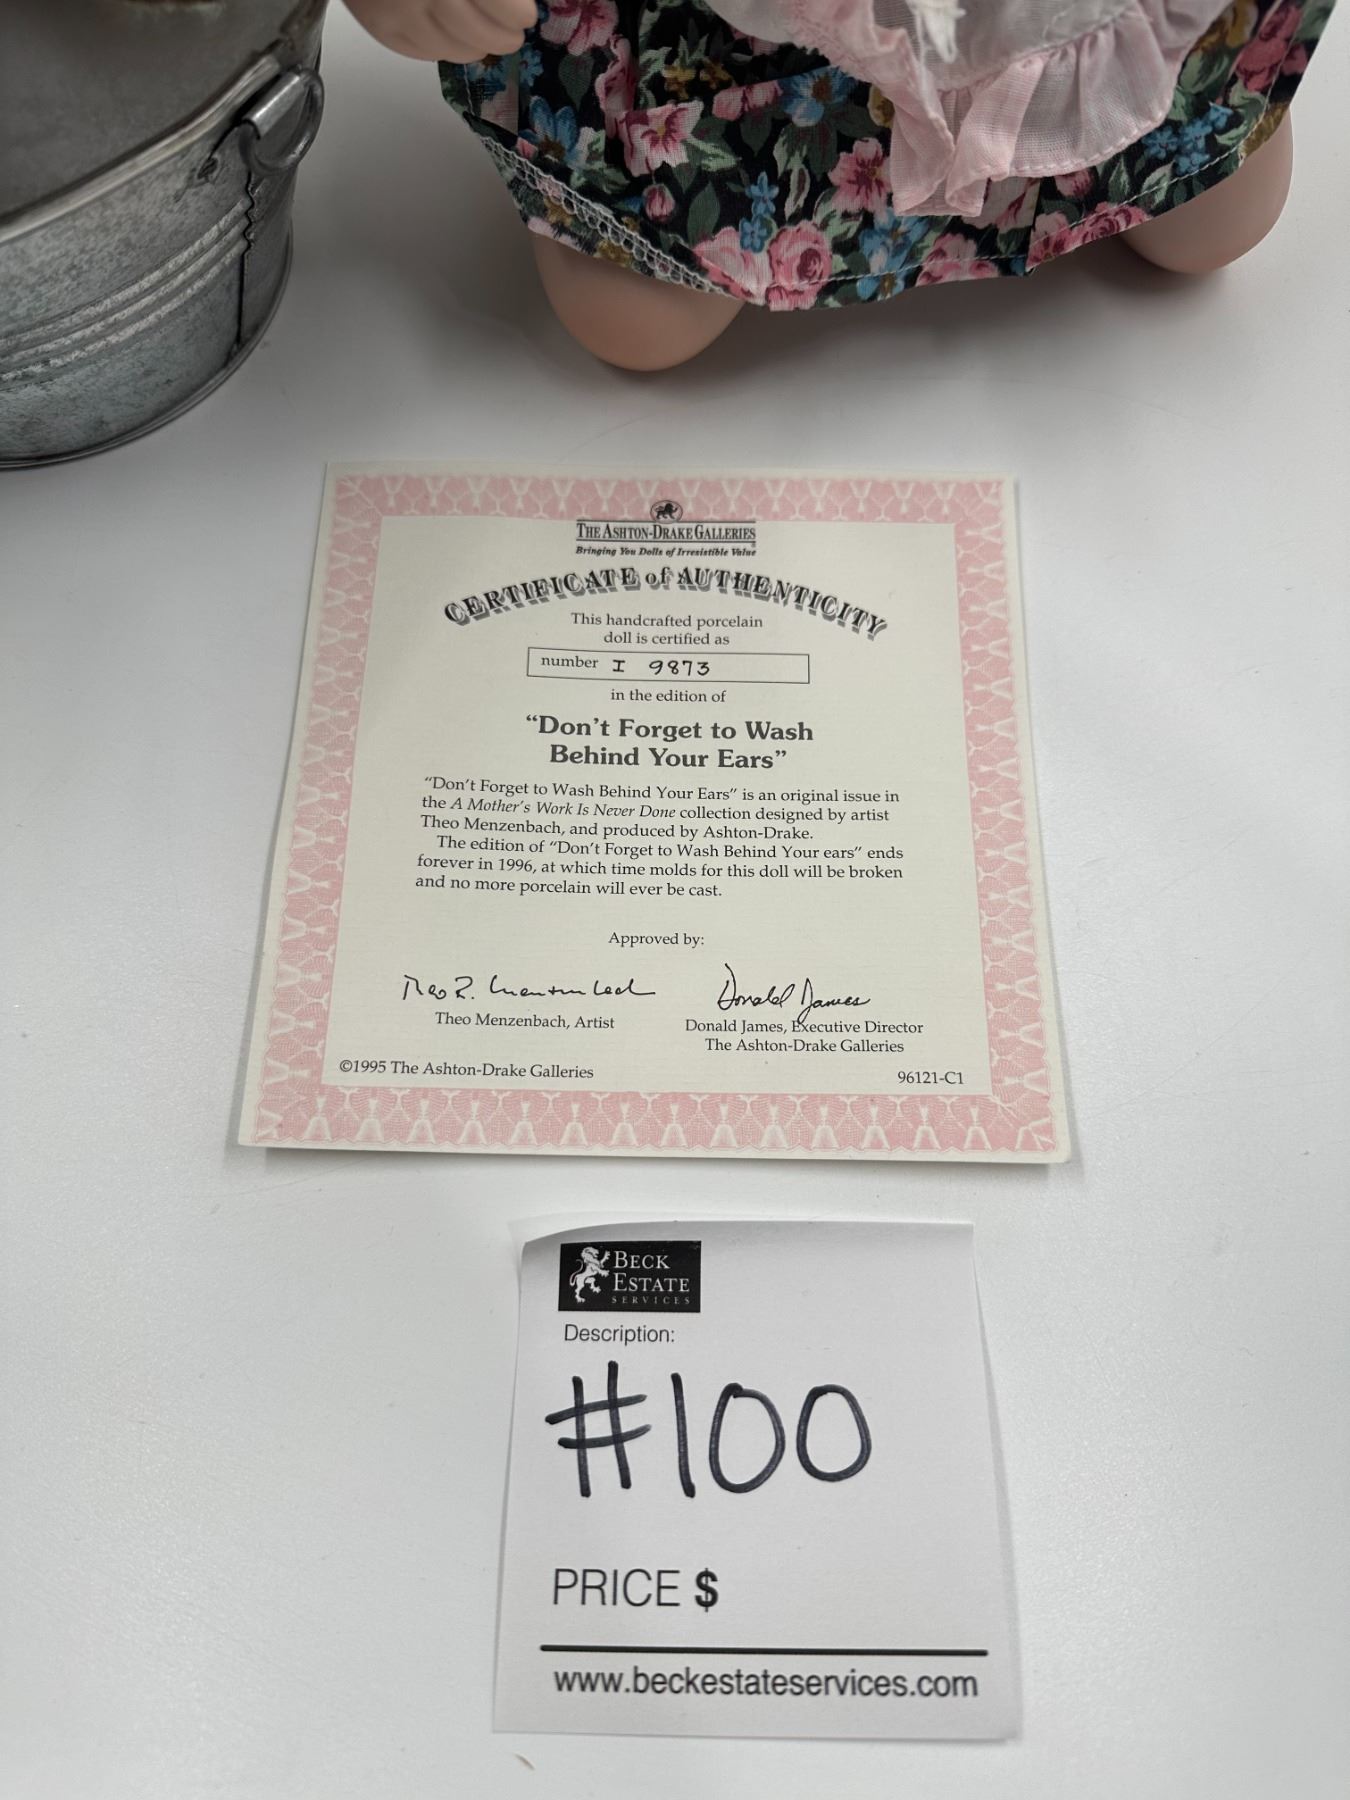 THE ASHTON-DRAKE GALLERIES
Bringing You Dolls of Irresistible Value
CERTIFICATE of AUTHENTICITY
This handcrafted porcelain
doll is certified as
number I 9873
in the edition of
“Don’t Forget to Wash
Behind Your Ears”
“Don’t Forget to Wash Behind Your Ears” is an original issue in
the A Mother’s Work Is Never Done collection designed by artist
Theo Menzenbach, and produced by Ashton-Drake.
The edition of “Don’t Forget to Wash Behind Your ears” ends
forever in 1996, at which time molds for this doll will be broken
and no more porcelain will ever be cast.
Approved by:
Theo R. Menzenbach Donald James
Theo Menzenbach, Artist Donald James, Executive Director
The Ashton-Drake Galleries
©1995 The Ashton-Drake Galleries 96121-C1
BECK
ESTATE
SERVICES
Description:
#100
PRICE $
www.beckestateservices.com